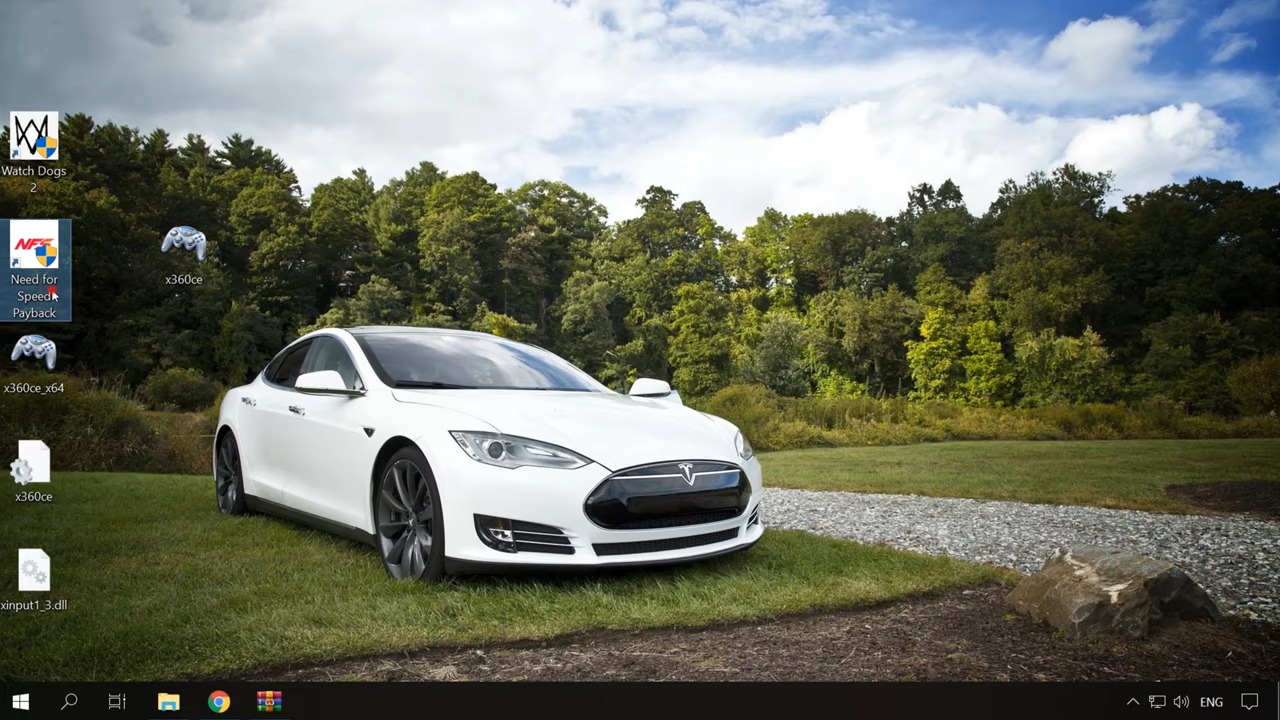 Watch Dogs
2
NFS
Need for
Speed
Payback
x360ce
x360ce_x64
x360ce
xinput1_3.dll
ENG